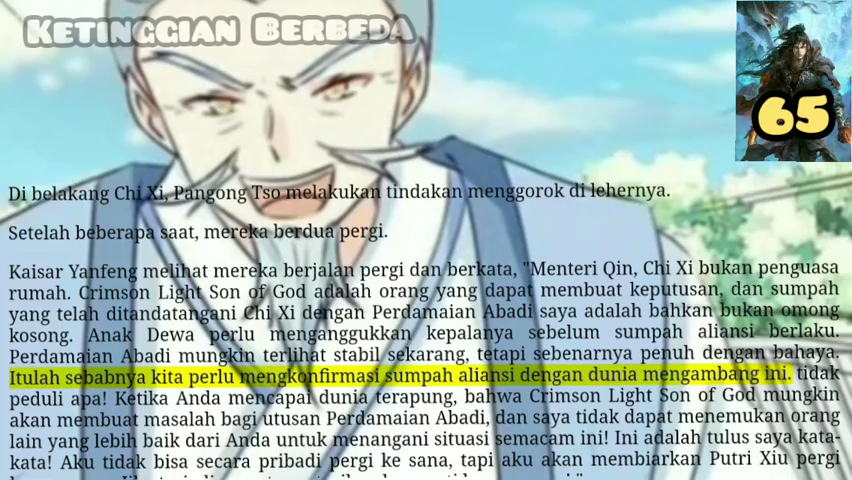 KETINGGIAN BERBEDA
65
Di belakang Chi Xi, Pangong Tso melakukan tindakan menggorok di lehernya.
Setelah beberapa saat, mereka berdua pergi.
Kaisar Yanfeng melihat mereka berjalan pergi dan berkata, "Menteri Qin, Chi Xi bukan penguasa
rumah. Crimson Light Son of God adalah orang yang dapat membuat keputusan, dan sumpah
yang telah ditandatangani Chi Xi dengan Perdamaian Abadi saya adalah bahkan bukan omong
kosong. Anak Dewa perlu menganggukkan kepalanya sebelum sumpah aliansi berlaku.
Perdamaian Abadi mungkin terlihat stabil sekarang, tetapi sebenarnya penuh dengan bahaya.
Itulah sebabnya kita perlu mengkonfirmasi sumpah aliansi dengan dunia mengambang ini. tidak
peduli apa! Ketika Anda mencapai dunia terapung, bahwa Crimson Light Son of God mungkin
akan membuat masalah bagi utusan Perdamaian Abadi, dan saya tidak dapat menemukan orang
lain yang lebih baik dari Anda untuk menangani situasi semacam ini! Ini adalah tulus saya kata-
kata! Aku tidak bisa secara pribadi pergi ke sana, tapi aku akan membiarkan Putri Xiu pergi